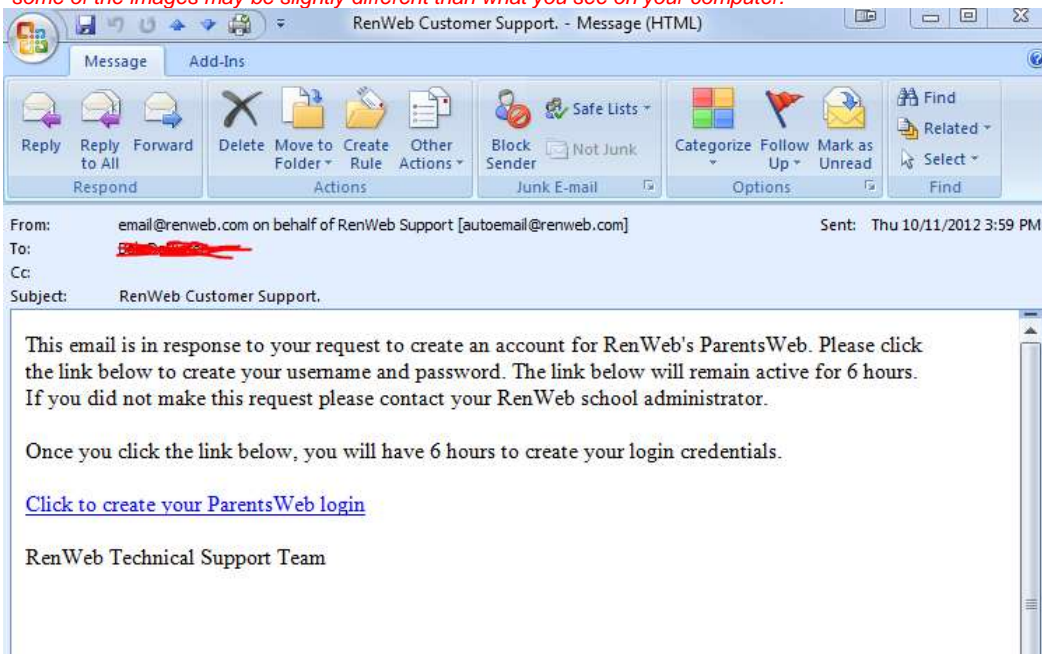 some of the images may be slightly different than what you see on your computer.
RenWeb Customer Support. - Message (HTML)
Message Add-Ins
Reply Reply to All Forward Delete Move to Folder Create Rule Other Actions Block Sender Safe Lists Not Junk Categorize Follow Up Mark as Unread Find Related Select
Respond Actions Junk E-mail Options Find
From: email@renweb.com on behalf of RenWeb Support [autoemail@renweb.com] Sent: Thu 10/11/2012 3:59 PM
To:
Cc:
Subject: RenWeb Customer Support.
This email is in response to your request to create an account for RenWeb's ParentsWeb. Please click
the link below to create your username and password. The link below will remain active for 6 hours.
If you did not make this request please contact your RenWeb school administrator.
Once you click the link below, you will have 6 hours to create your login credentials.
Click to create your ParentsWeb login
RenWeb Technical Support Team